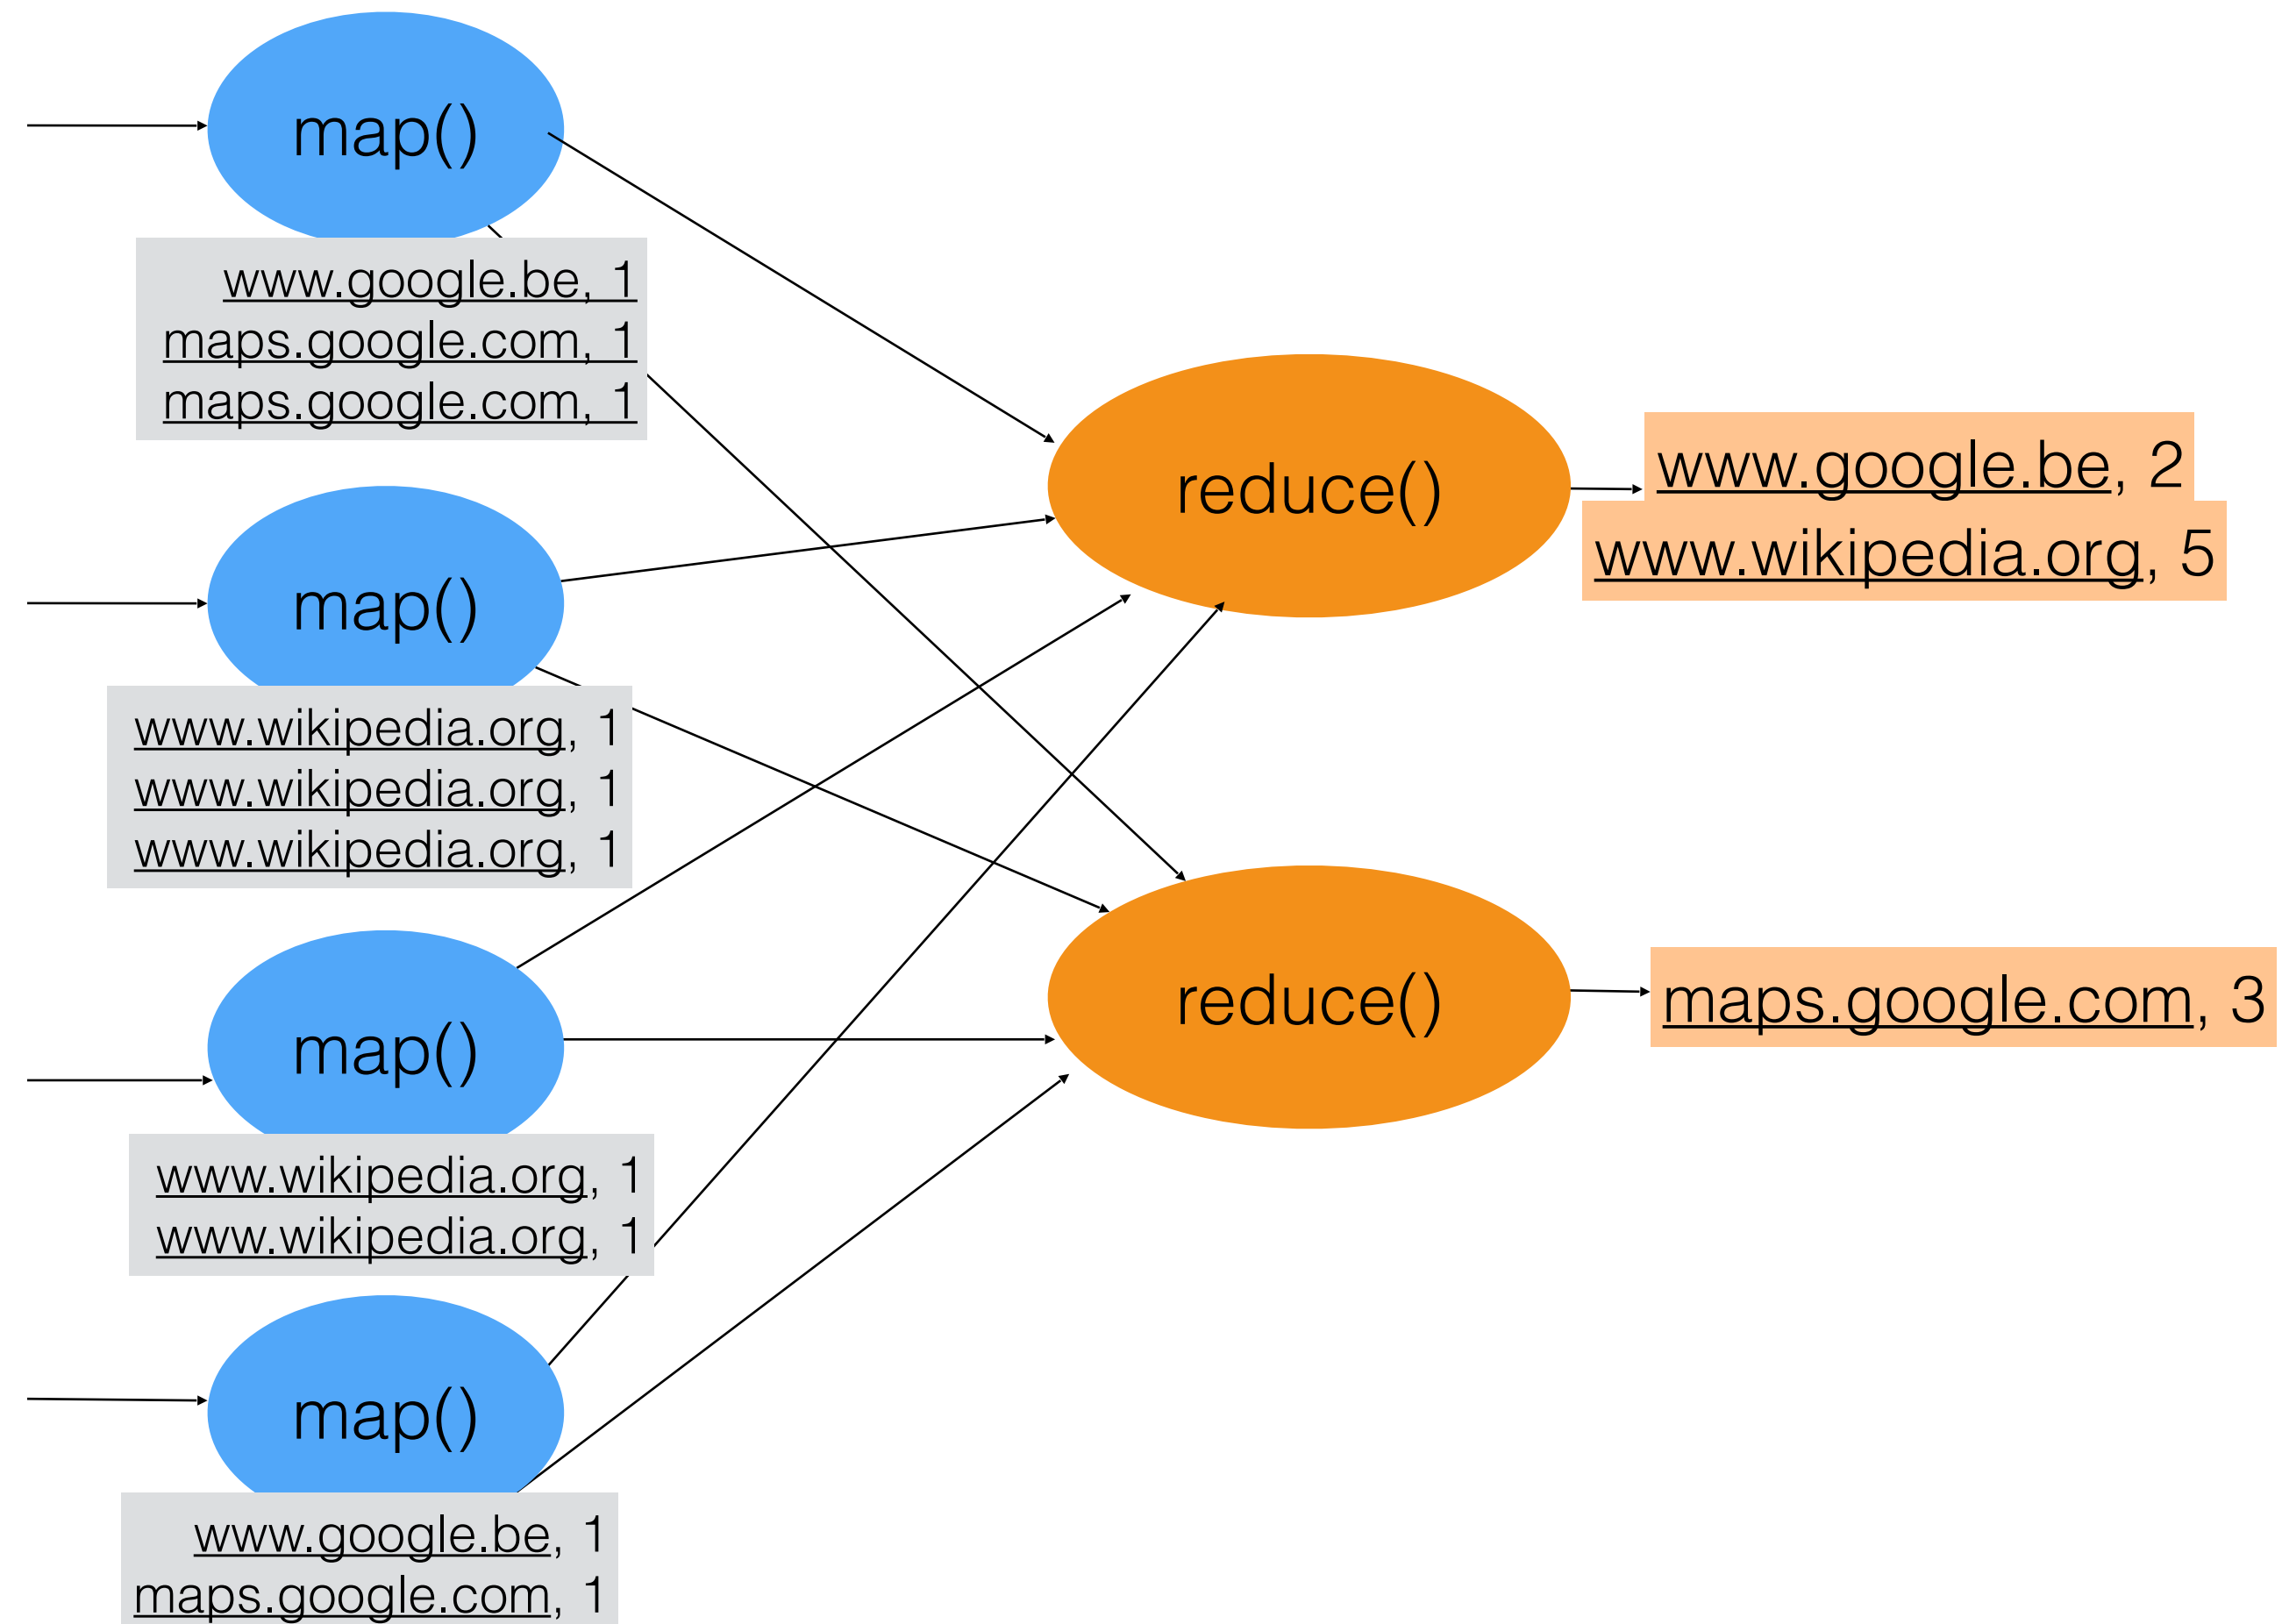 map()
www.google.be, 1
maps.google.com, 1
maps.google.com, 1
map()
www.wikipedia.org, 1
www.wikipedia.org, 1
www.wikipedia.org, 1
map()
www.wikipedia.org, 1
www.wikipedia.org, 1
map()
www.google.be, 1
maps.google.com, 1
reduce()
www.google.be, 2
www.wikipedia.org, 5
reduce()
maps.google.com, 3